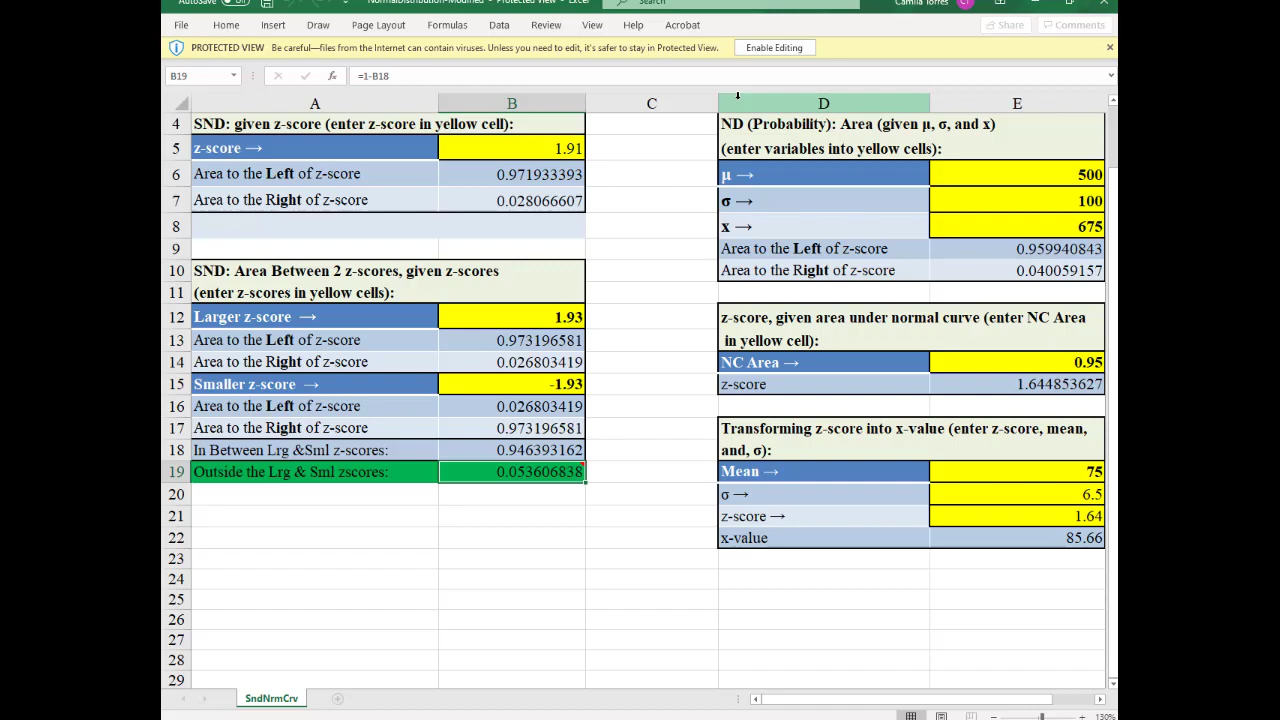 AutoSave Off NormalDistribution-Modified - Protected View - Excel Search Camila Torres CT
File Home Insert Draw Page Layout Formulas Data Review View Help Acrobat Share Comments
PROTECTED VIEW Be careful—files from the Internet can contain viruses. Unless you need to edit, it's safer to stay in Protected View. Enable Editing
B19 fx =1-B18
A B C D E
4 SND: given z-score (enter z-score in yellow cell): ND (Probability): Area (given μ, σ, and x)
5 z-score → 1.91 (enter variables into yellow cells):
6 Area to the Left of z-score 0.971933393 μ → 500
7 Area to the Right of z-score 0.028066607 σ → 100
8 x → 675
9 Area to the Left of z-score 0.959940843
10 SND: Area Between 2 z-scores, given z-scores Area to the Right of z-score 0.040059157
11 (enter z-scores in yellow cells):
12 Larger z-score → 1.93 z-score, given area under normal curve (enter NC Area
13 Area to the Left of z-score 0.973196581 in yellow cell):
14 Area to the Right of z-score 0.026803419 NC Area → 0.95
15 Smaller z-score → -1.93 z-score 1.644853627
16 Area to the Left of z-score 0.026803419
17 Area to the Right of z-score 0.973196581 Transforming z-score into x-value (enter z-score, mean,
18 In Between Lrg &Sml z-scores: 0.946393162 and, σ):
19 Outside the Lrg & Sml zscores: 0.053606838 Mean → 75
20 σ → 6.5
21 z-score → 1.64
22 x-value 85.66
23
24
25
26
27
28
29
SndNrmCrv
130%